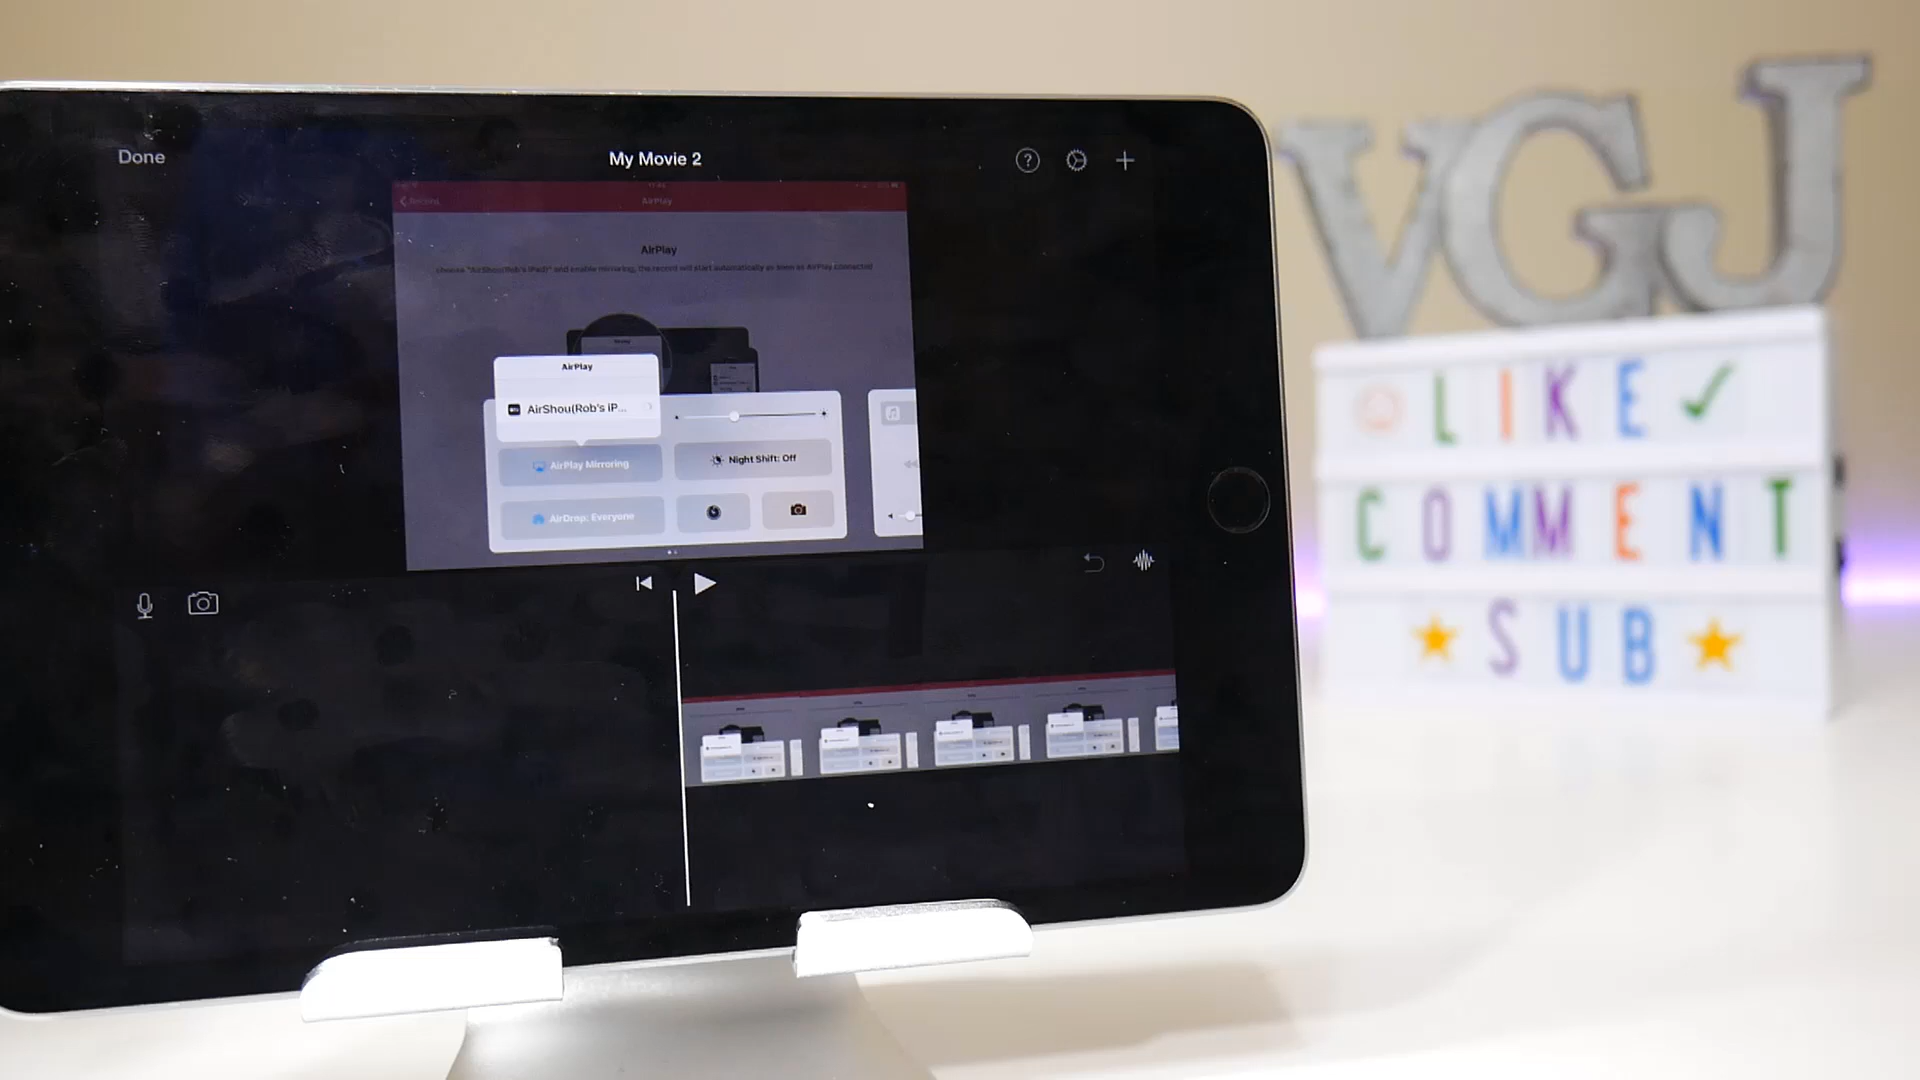 Done
My Movie 2
?
AirPlay
AirPlay
choose "AirShou(Rob's iPad)" and enable mirroring, the record will start automatically as soon as AirPlay connected
AirPlay
AirShou(Rob's iP...
AirPlay Mirroring
Night Shift: Off
AirDrop: Everyone
VGJ
LIKE ✓
COMMENT
★ SUB ★